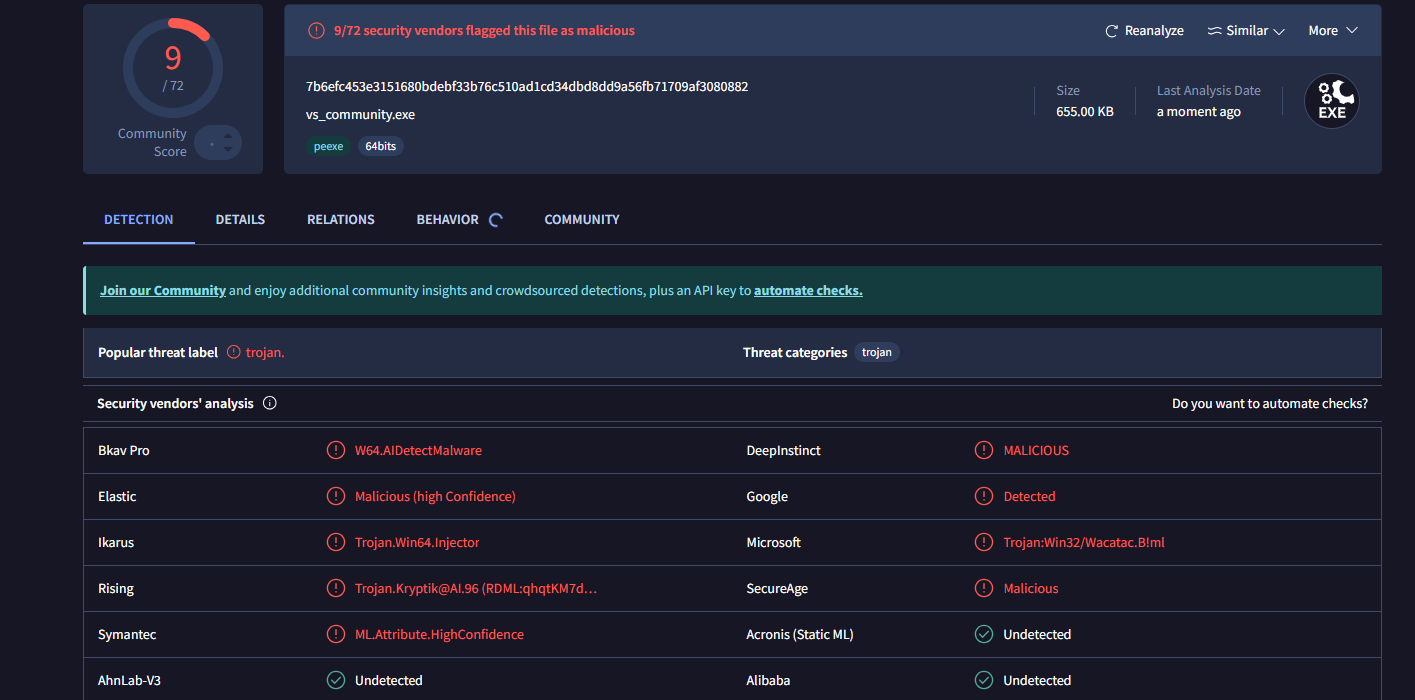 9
/ 72
Community
Score
9/72 security vendors flagged this file as malicious
Reanalyze
Similar
More
7b6efc453e3151680bdebf33b76c510ad1cd34dbd8dd9a56fb71709af3080882
vs_community.exe
peexe 64bits
Size
655.00 KB
Last Analysis Date
a moment ago
EXE
DETECTION DETAILS RELATIONS BEHAVIOR COMMUNITY
Join our Community and enjoy additional community insights and crowdsourced detections, plus an API key to automate checks.
Popular threat label trojan. Threat categories trojan
Security vendors' analysis Do you want to automate checks?
Bkav Pro W64.AIDetectMalware DeepInstinct MALICIOUS
Elastic Malicious (high Confidence) Google Detected
Ikarus Trojan.Win64.Injector Microsoft Trojan:Win32/Wacatac.B!ml
Rising Trojan.Kryptik@AI.96 (RDML:qhqtKM7d… SecureAge Malicious
Symantec ML.Attribute.HighConfidence Acronis (Static ML) Undetected
AhnLab-V3 Undetected Alibaba Undetected